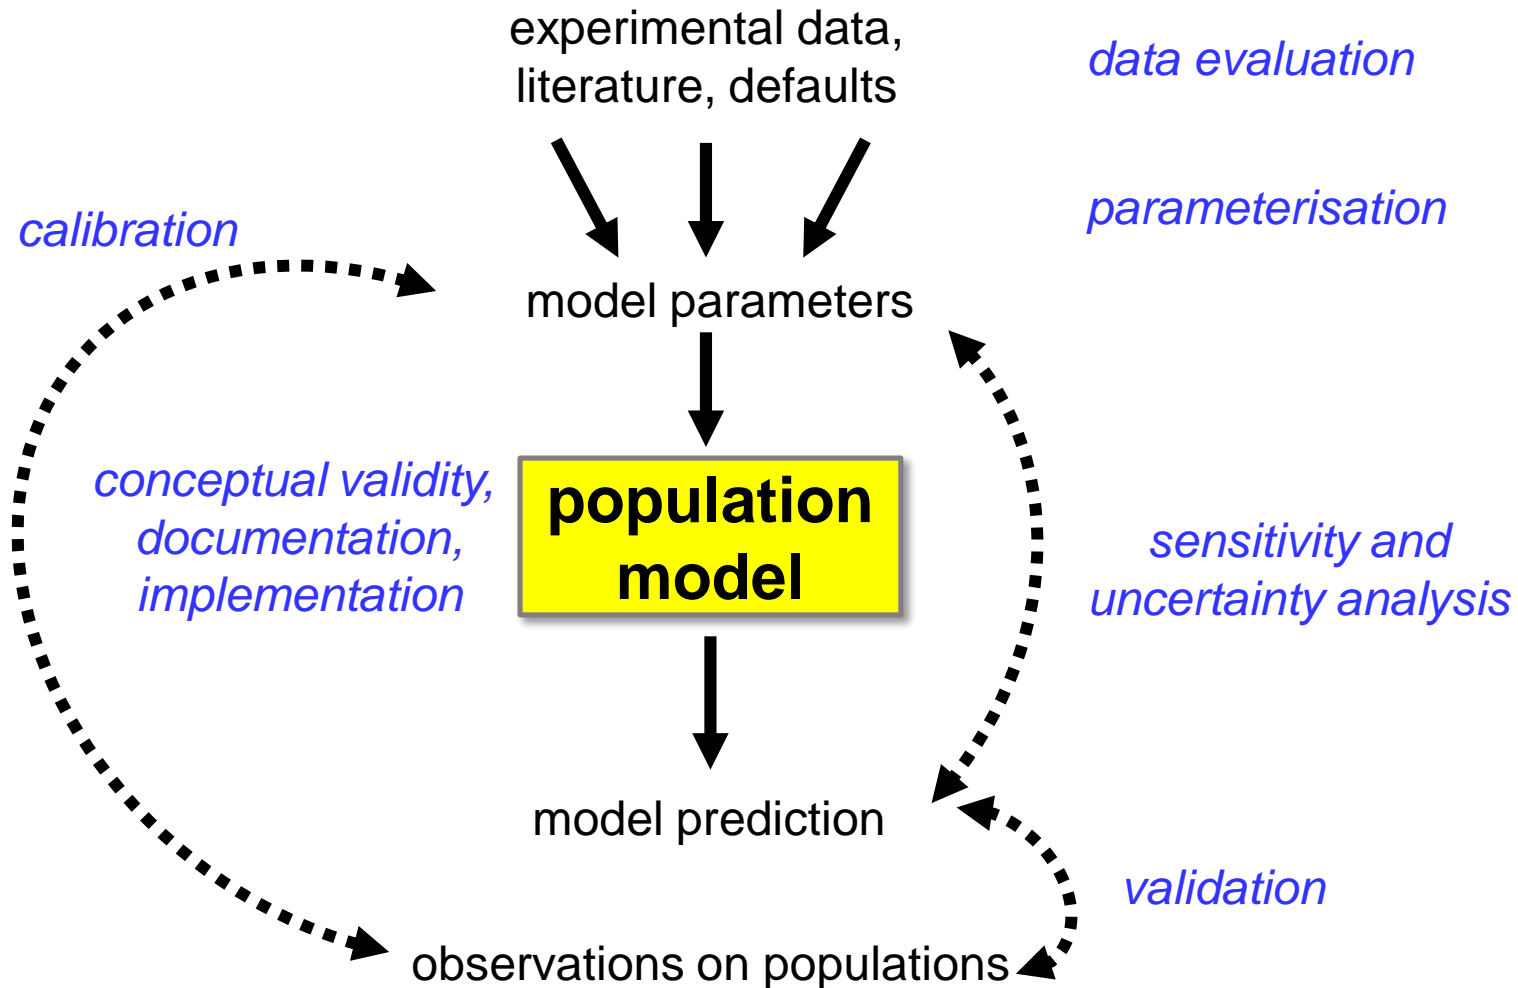 experimental data,
literature, defaults
data evaluation
parameterisation
calibration
model parameters
conceptual validity,
documentation,
implementation
population
model
sensitivity and
uncertainty analysis
model prediction
validation
observations on populations